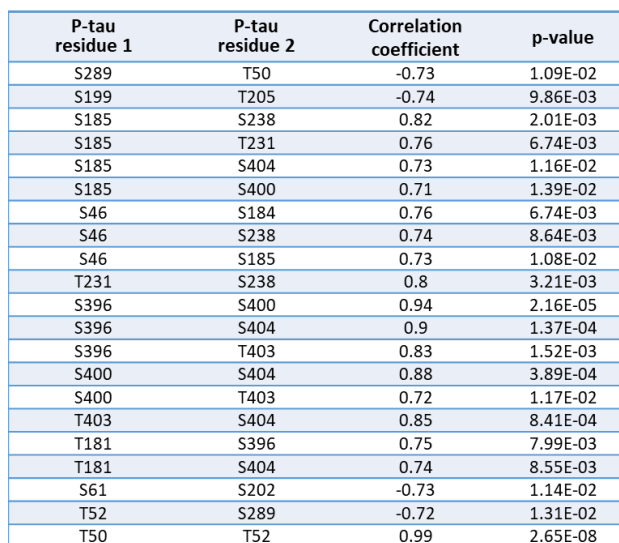 P-tau residue 1 P-tau residue 2 Correlation coefficient p-value
S289 T50 -0.73 1.09E-02
S199 T205 -0.74 9.86E-03
S185 S238 0.82 2.01E-03
S185 T231 0.76 6.74E-03
S185 S404 0.73 1.16E-02
S185 S400 0.71 1.39E-02
S46 S184 0.76 6.74E-03
S46 S238 0.74 8.64E-03
S46 S185 0.73 1.08E-02
T231 S238 0.8 3.21E-03
S396 S400 0.94 2.16E-05
S396 S404 0.9 1.37E-04
S396 T403 0.83 1.52E-03
S400 S404 0.88 3.89E-04
S400 T403 0.72 1.17E-02
T403 S404 0.85 8.41E-04
T181 S396 0.75 7.99E-03
T181 S404 0.74 8.55E-03
S61 S202 -0.73 1.14E-02
T52 S289 -0.72 1.31E-02
T50 T52 0.99 2.65E-08